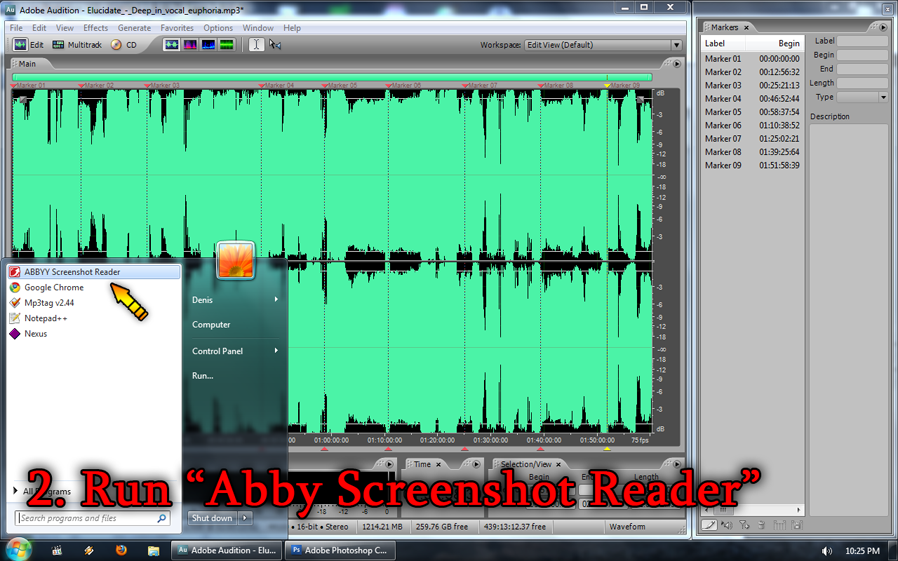 Adobe Audition - Elucidate_-_Deep_in_vocal_euphoria.mp3*
File Edit View Effects Generate Favorites Options Window Help
Edit Multitrack CD Workspace: Edit View (Default)
Main
Marker 01 Marker 02 Marker 03 Marker 04 Marker 05 Marker 06 Marker 07 Marker 08 Marker 09
dB
-3
-6
-9
-12
-18
-∞
-18
-12
-9
-6
-3
dB
-3
-6
-9
-12
-18
-∞
-18
-12
-9
-6
-3
dB
01:00:00:00 01:10:00:00 01:20:00:00 01:30:00:00 01:40:00:00 01:50:00:00 75 fps
Time Selection/View
Begin End Length
16-bit • Stereo 1214.21 MB 259.76 GB free 439:13:12.37 free Waveform
Markers
Label Begin
Marker 01 00:00:00:00
Marker 02 00:12:56:32
Marker 03 00:25:21:13
Marker 04 00:46:52:44
Marker 05 00:58:37:54
Marker 06 01:10:38:52
Marker 07 01:25:02:21
Marker 08 01:39:25:64
Marker 09 01:51:58:39
Label
Begin
End
Length
Type
Description
ABBYY Screenshot Reader
Google Chrome
Mp3tag v2.44
Notepad++
Nexus
All Programs
Search programs and files
Denis
Computer
Control Panel
Run...
Shut down
2. Run “Abby Screenshot Reader”
Adobe Audition - Elu... Adobe Photoshop C... 10:25 PM